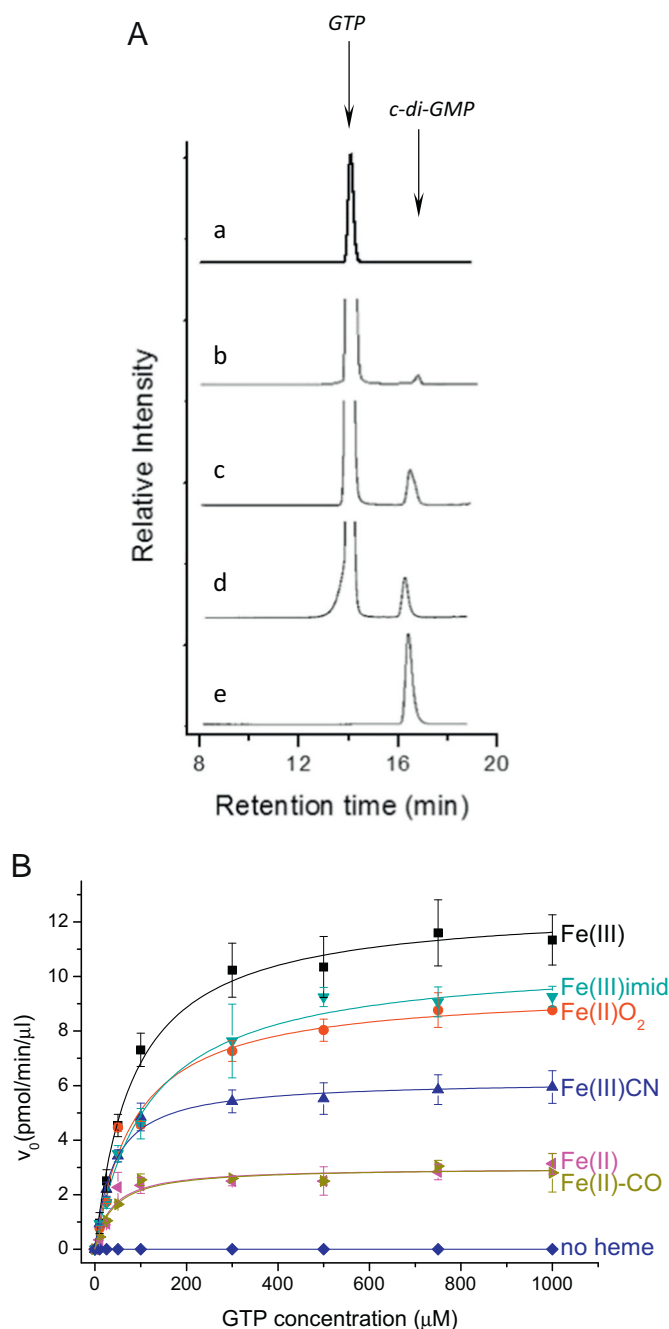 A
GTP
c-di-GMP
a
b
c
d
e
Relative Intensity
8 12 16 20
Retention time (min)
B
12
10
8
6
4
2
0
v₀(pmol/min/µl)
Fe(III)
Fe(III)imid
Fe(II)O₂
Fe(III)CN
Fe(II)
Fe(II)-CO
no heme
0 200 400 600 800 1000
GTP concentration (µM)